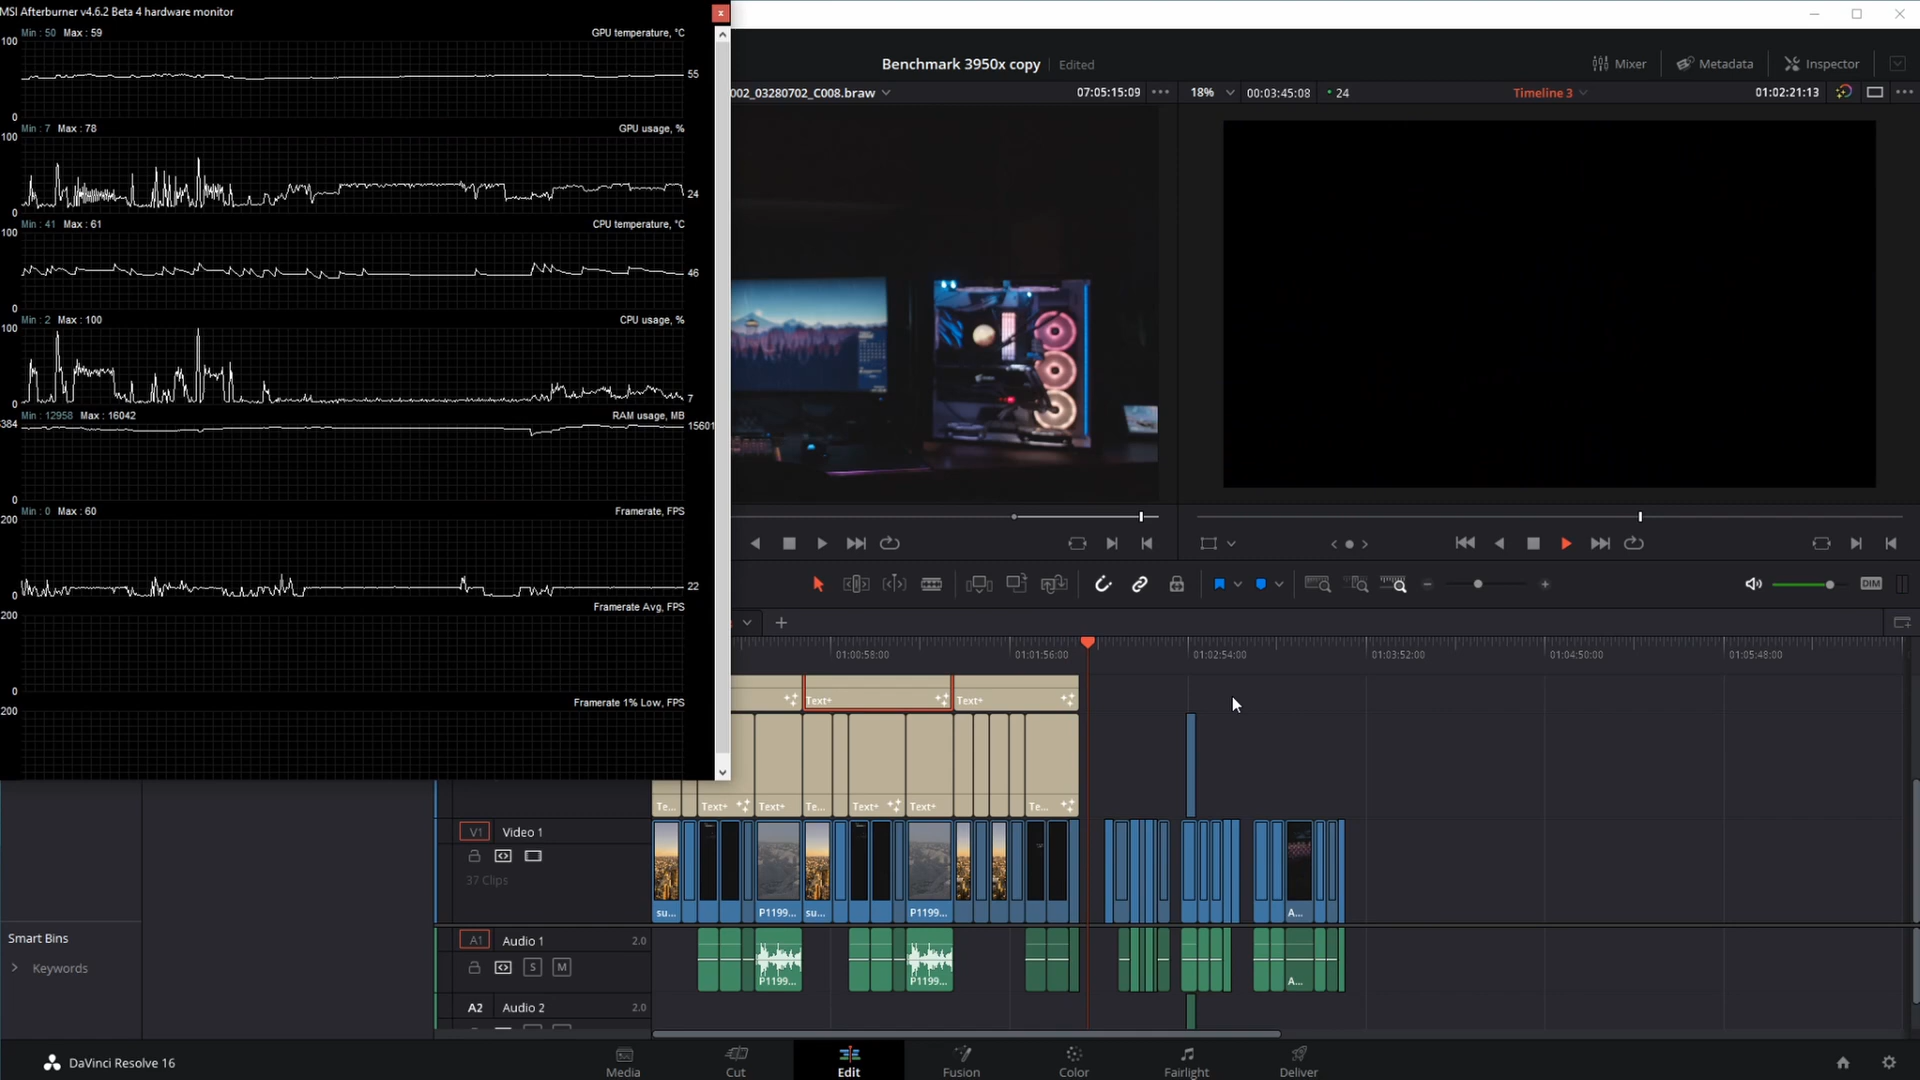 MSI Afterburner v4.6.2 Beta 4 hardware monitor
x
Min : 50 Max : 59 GPU temperature, °C
100
55
0
Min : 7 Max : 78 GPU usage, %
100
24
0
Min : 41 Max : 61 CPU temperature, °C
100
46
0
Min : 2 Max : 100 CPU usage, %
100
7
0
Min : 12958 Max : 16042 RAM usage, MB
384
15601
0
Min : 0 Max : 60 Framerate, FPS
200
22
0
Framerate Avg, FPS
200
0
Framerate 1% Low, FPS
200
Benchmark 3950x copy Edited
Mixer Metadata Inspector
002_03280702_C008.braw 07:05:15:09 18% 00:03:45:08 24 Timeline 3 01:02:21:13
DIM
01:00:58:00 01:01:56:00 01:02:54:00 01:03:52:00 01:04:50:00 01:05:48:00
Text+ Text+
Te... Text+ Text+ Te... Text+ Text+ Te...
V1 Video 1
37 Clips
su... P1199... su... P1199... A...
A1 Audio 1 2.0
S M
P1199... P1199... A...
A2 Audio 2 2.0
Smart Bins
Keywords
DaVinci Resolve 16
Media Cut Edit Fusion Color Fairlight Deliver